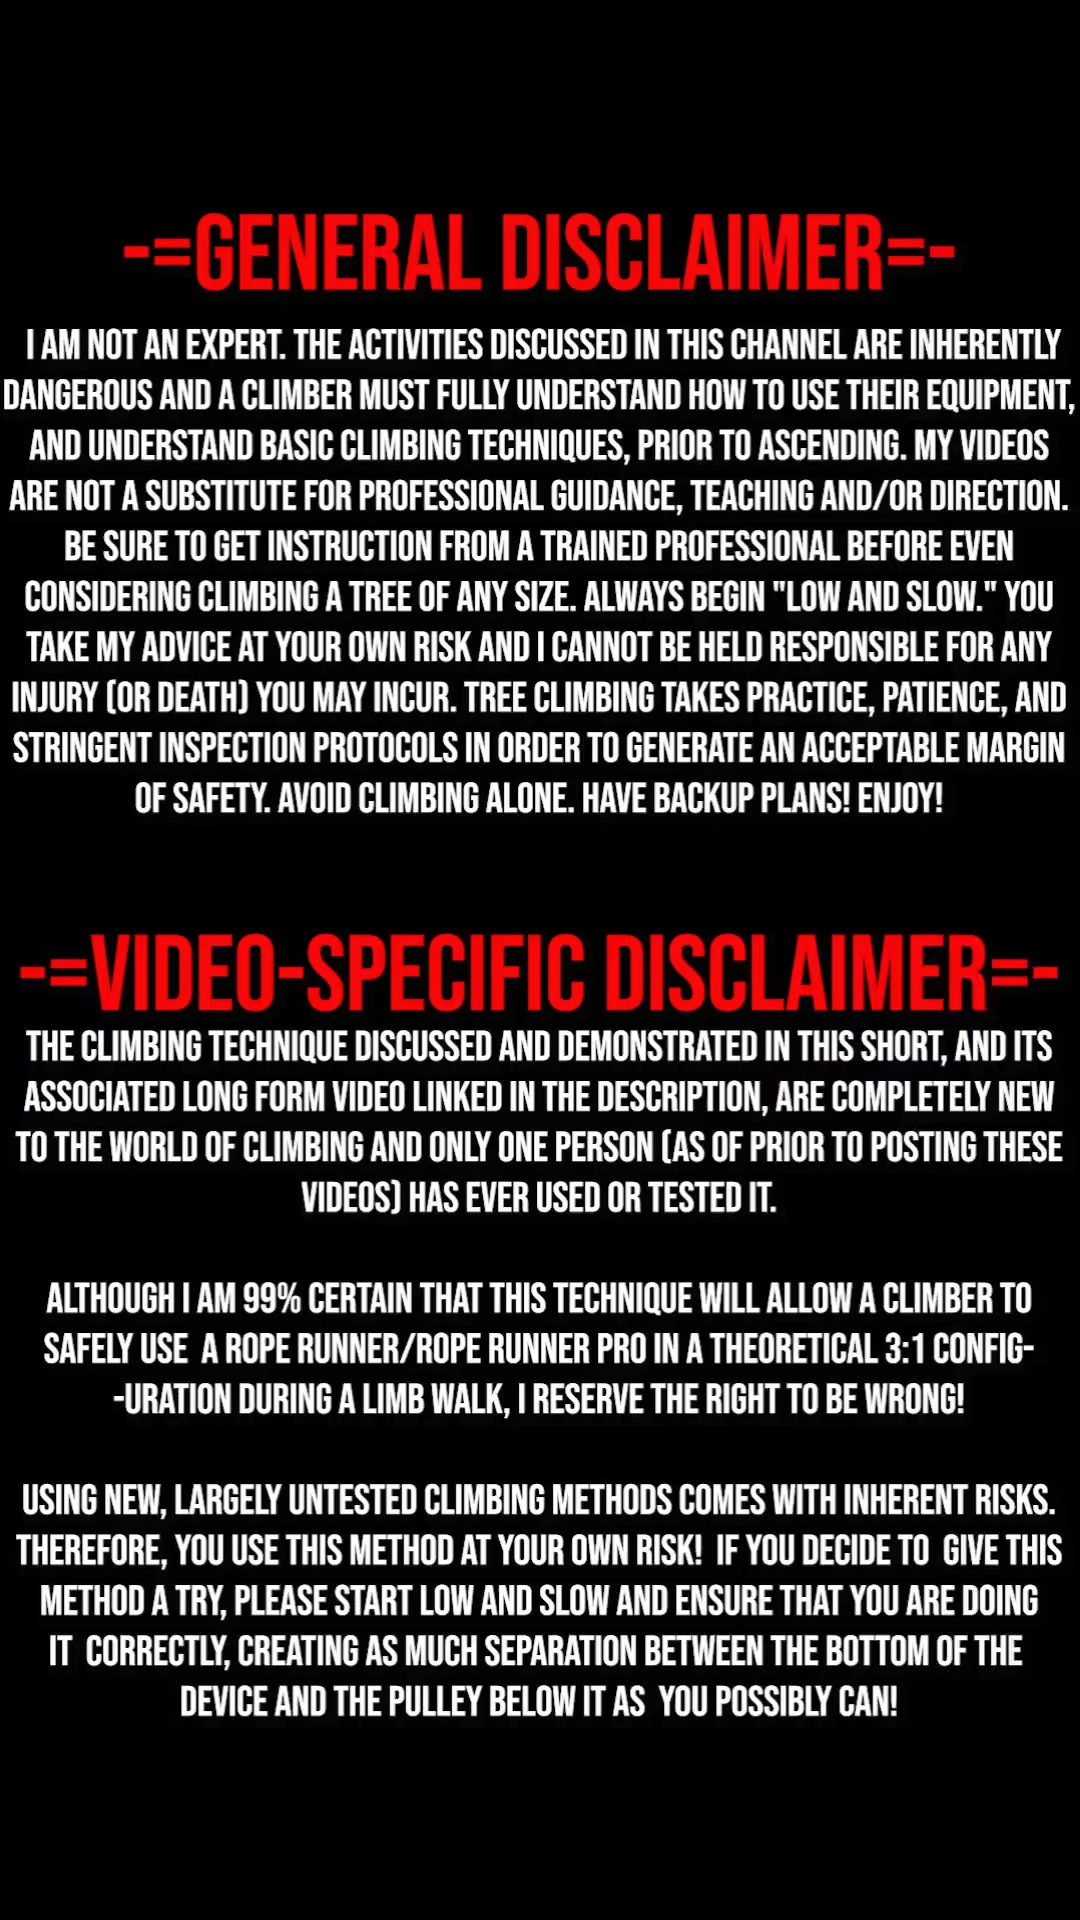 -=GENERAL DISCLAIMER=-
I AM NOT AN EXPERT. THE ACTIVITIES DISCUSSED IN THIS CHANNEL ARE INHERENTLY
DANGEROUS AND A CLIMBER MUST FULLY UNDERSTAND HOW TO USE THEIR EQUIPMENT,
AND UNDERSTAND BASIC CLIMBING TECHNIQUES, PRIOR TO ASCENDING. MY VIDEOS
ARE NOT A SUBSTITUTE FOR PROFESSIONAL GUIDANCE, TEACHING AND/OR DIRECTION.
BE SURE TO GET INSTRUCTION FROM A TRAINED PROFESSIONAL BEFORE EVEN
CONSIDERING CLIMBING A TREE OF ANY SIZE. ALWAYS BEGIN "LOW AND SLOW." YOU
TAKE MY ADVICE AT YOUR OWN RISK AND I CANNOT BE HELD RESPONSIBLE FOR ANY
INJURY (OR DEATH) YOU MAY INCUR. TREE CLIMBING TAKES PRACTICE, PATIENCE, AND
STRINGENT INSPECTION PROTOCOLS IN ORDER TO GENERATE AN ACCEPTABLE MARGIN
OF SAFETY. AVOID CLIMBING ALONE. HAVE BACKUP PLANS! ENJOY!
-=VIDEO-SPECIFIC DISCLAIMER=-
THE CLIMBING TECHNIQUE DISCUSSED AND DEMONSTRATED IN THIS SHORT, AND ITS
ASSOCIATED LONG FORM VIDEO LINKED IN THE DESCRIPTION, ARE COMPLETELY NEW
TO THE WORLD OF CLIMBING AND ONLY ONE PERSON (AS OF PRIOR TO POSTING THESE
VIDEOS) HAS EVER USED OR TESTED IT.
ALTHOUGH I AM 99% CERTAIN THAT THIS TECHNIQUE WILL ALLOW A CLIMBER TO
SAFELY USE A ROPE RUNNER/ROPE RUNNER PRO IN A THEORETICAL 3:1 CONFIG-
-URATION DURING A LIMB WALK, I RESERVE THE RIGHT TO BE WRONG!
USING NEW, LARGELY UNTESTED CLIMBING METHODS COMES WITH INHERENT RISKS.
THEREFORE, YOU USE THIS METHOD AT YOUR OWN RISK! IF YOU DECIDE TO GIVE THIS
METHOD A TRY, PLEASE START LOW AND SLOW AND ENSURE THAT YOU ARE DOING
IT CORRECTLY, CREATING AS MUCH SEPARATION BETWEEN THE BOTTOM OF THE
DEVICE AND THE PULLEY BELOW IT AS YOU POSSIBLY CAN!